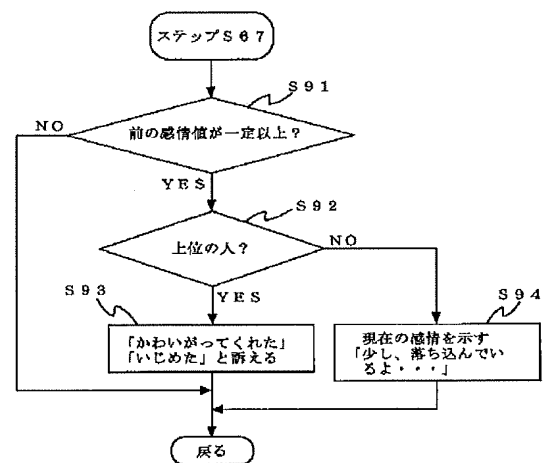 ステップS67
S91
前の感情値が一定以上？
NO
YES
S92
上位の人？
NO
YES
S93
S94
「かわいがってくれた」
「いじめた」と訴える
現在の感情を示す
「少し、落ち込んでい
るよ・・・」
戻る